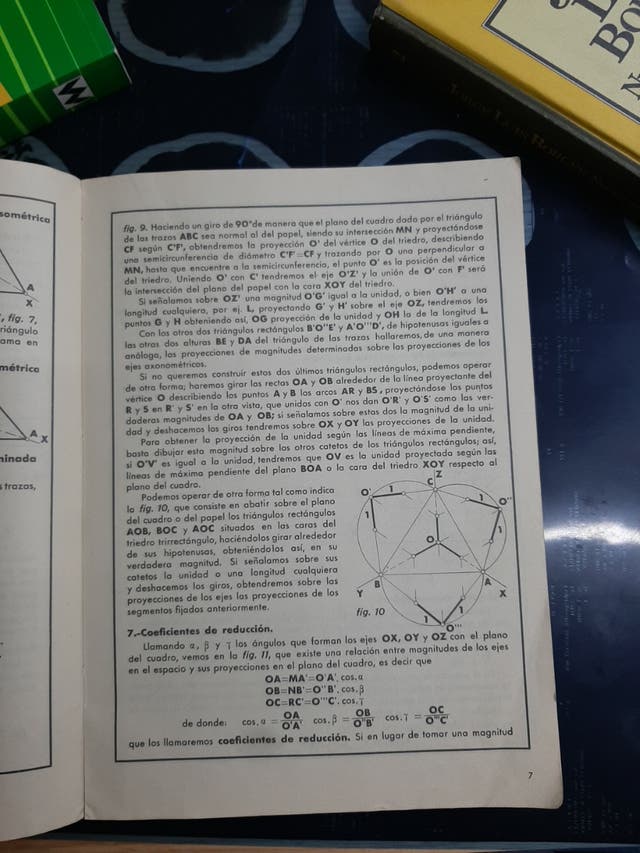 Bor
sométrica
A
X
, fig. 7,
riángulo
ama en
métrica
A
X
minada
s trazas,
fig. 9. Haciendo un giro de 90° de manera que el plano del cuadro dado por el triángulo
de las trazas ABC sea normal al del papel, siendo su intersección MN y proyectándose
CF según C'F', obtendremos la proyección O' del vértice O del triedro, describiendo
una semicircunferencia de diámetro C'F'=CF y trazando por O una perpendicular a
MN, hasta que encuentre a la semicircunferencia, el punto O' es la posición del vértice
del triedro. Uniendo O' con C' tendremos el eje O'Z' y la unión de O' con F' será
la intersección del plano del papel con la cara XOY del triedro.
Si señalamos sobre OZ' una magnitud O'G' igual a la unidad, o bien O'H' a una
longitud cualquiera, por ej. L, proyectando G' y H' sobre el eje OZ, tendremos los
puntos G y H obteniendo así, OG proyección de la unidad y OH la de la longitud L.
Con los otros dos triángulos rectángulos B'O''E' y A'O'''D', de hipotenusas iguales a
las otras dos alturas BE y DA del triángulo de las trazas hallaremos, de una manera
análoga, las proyecciones de magnitudes determinadas sobre las proyecciones de los
ejes axonométricos.
Si no queremos construir estos dos últimos triángulos rectángulos, podemos operar
de otra forma; haremos girar las rectas OA y OB alrededor de la línea proyectante del
vértice O describiendo los puntos A y B los arcos AR y BS, proyectándose los puntos
R y S en R' y S' en la otra vista, que unidos con O' nos dan O'R' y O'S' como las ver-
daderas magnitudes de OA y OB; si señalamos sobre estas dos la magnitud de la uni-
dad y deshacemos los giros tendremos sobre OX y OY las proyecciones de la unidad.
Para obtener la proyección de la unidad según las líneas de máxima pendiente,
basta dibujar esta magnitud sobre los otros catetos de los triángulos rectángulos; así,
si O'V' es igual a la unidad, tendremos que OV es la unidad proyectada según las
líneas de máxima pendiente del plano BOA o la cara del triedro XOY respecto al
plano del cuadro.
Podemos operar de otra forma tal como indica
la fig. 10, que consiste en abatir sobre el plano
del cuadro o del papel los triángulos rectángulos
AOB, BOC y AOC situados en las caras del
triedro trirrectángulo, haciéndolos girar alrededor
de sus hipotenusas, obteniéndolos así, en su
verdadera magnitud. Si señalamos sobre sus
catetos la unidad o una longitud cualquiera
y deshacemos los giros, obtendremos sobre las
proyecciones de los ejes las proyecciones de los
segmentos fijados anteriormente.
Z
C
O'
1
1
O''
1
1
O
B
A
Y
X
1
1
O'''
fig. 10
7.-Coeficientes de reducción.
Llamando α, β y γ los ángulos que forman los ejes OX, OY y OZ con el plano
del cuadro, vemos en la fig. 11, que existe una relación entre magnitudes de los ejes
en el espacio y sus proyecciones en el plano del cuadro, es decir que
OA=MA'=O'A'. cos.α
OB=NB'=O''B'. cos.β
OC=RC'=O'''C'. cos.γ
de donde: cos.α = OA/O'A' cos.β = OB/O''B' cos.γ = OC/O'''C'
que los llamaremos coeficientes de reducción. Si en lugar de tomar una magnitud
7